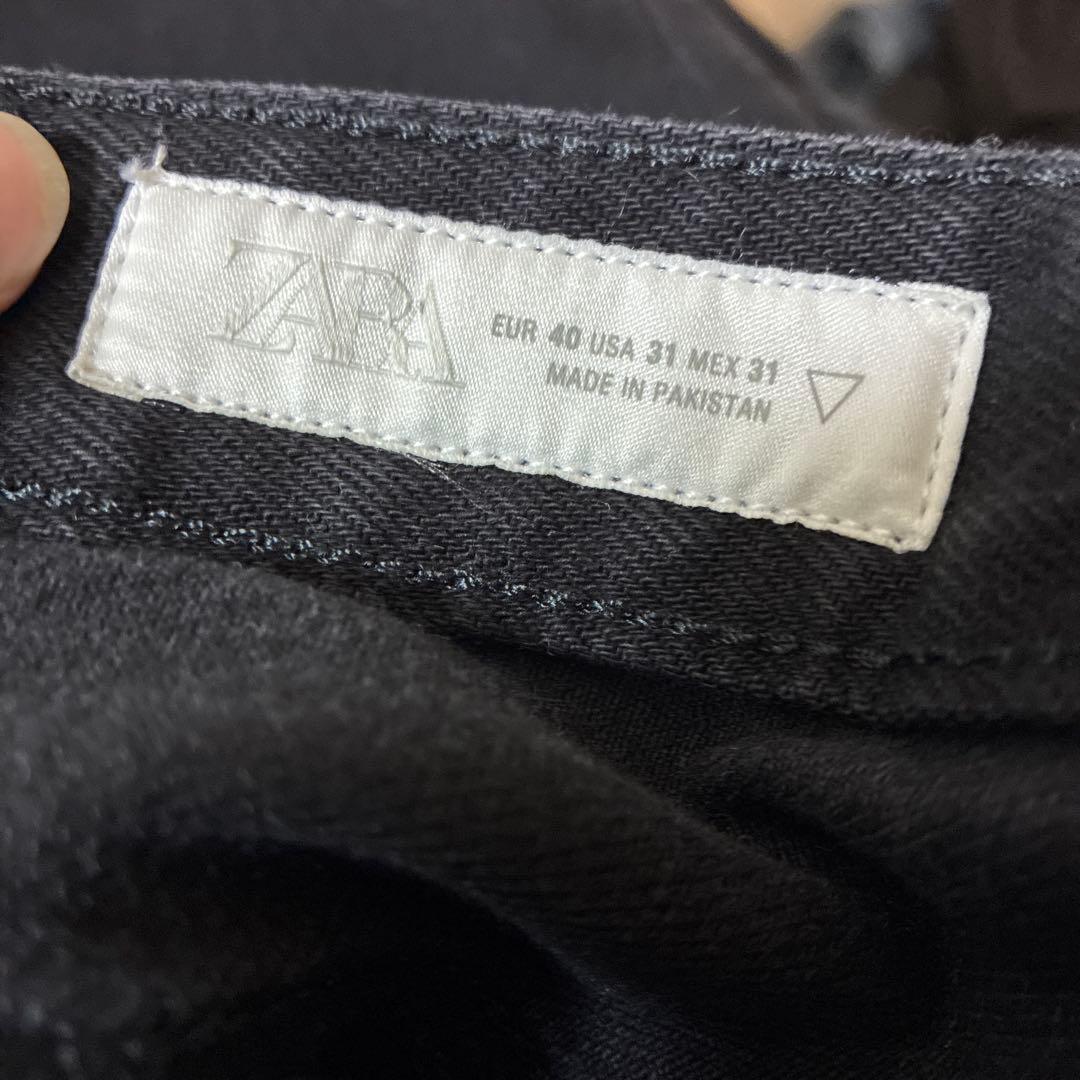 ZARA
EUR 40 USA 31 MEX 31
MADE IN PAKISTAN